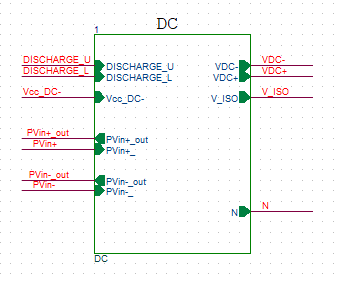 DC
1
DISCHARGE_U
DISCHARGE_U
VDC-
VDC-
DISCHARGE_L
DISCHARGE_L
VDC+
VDC+
Vcc_DC-
Vcc_DC-
V_ISO
V_ISO
PVin+_out
PVin+_out
PVin+
PVin+_
PVin-_out
PVin-_out
PVin-
PVin-_
N
N
DC